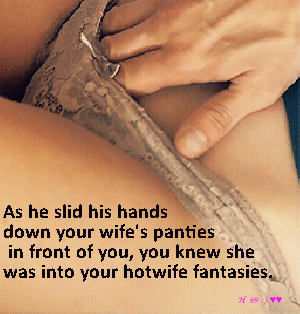 As he slid his hands
down your wife's panties
in front of you, you knew she
was into your hotwife fantasies.